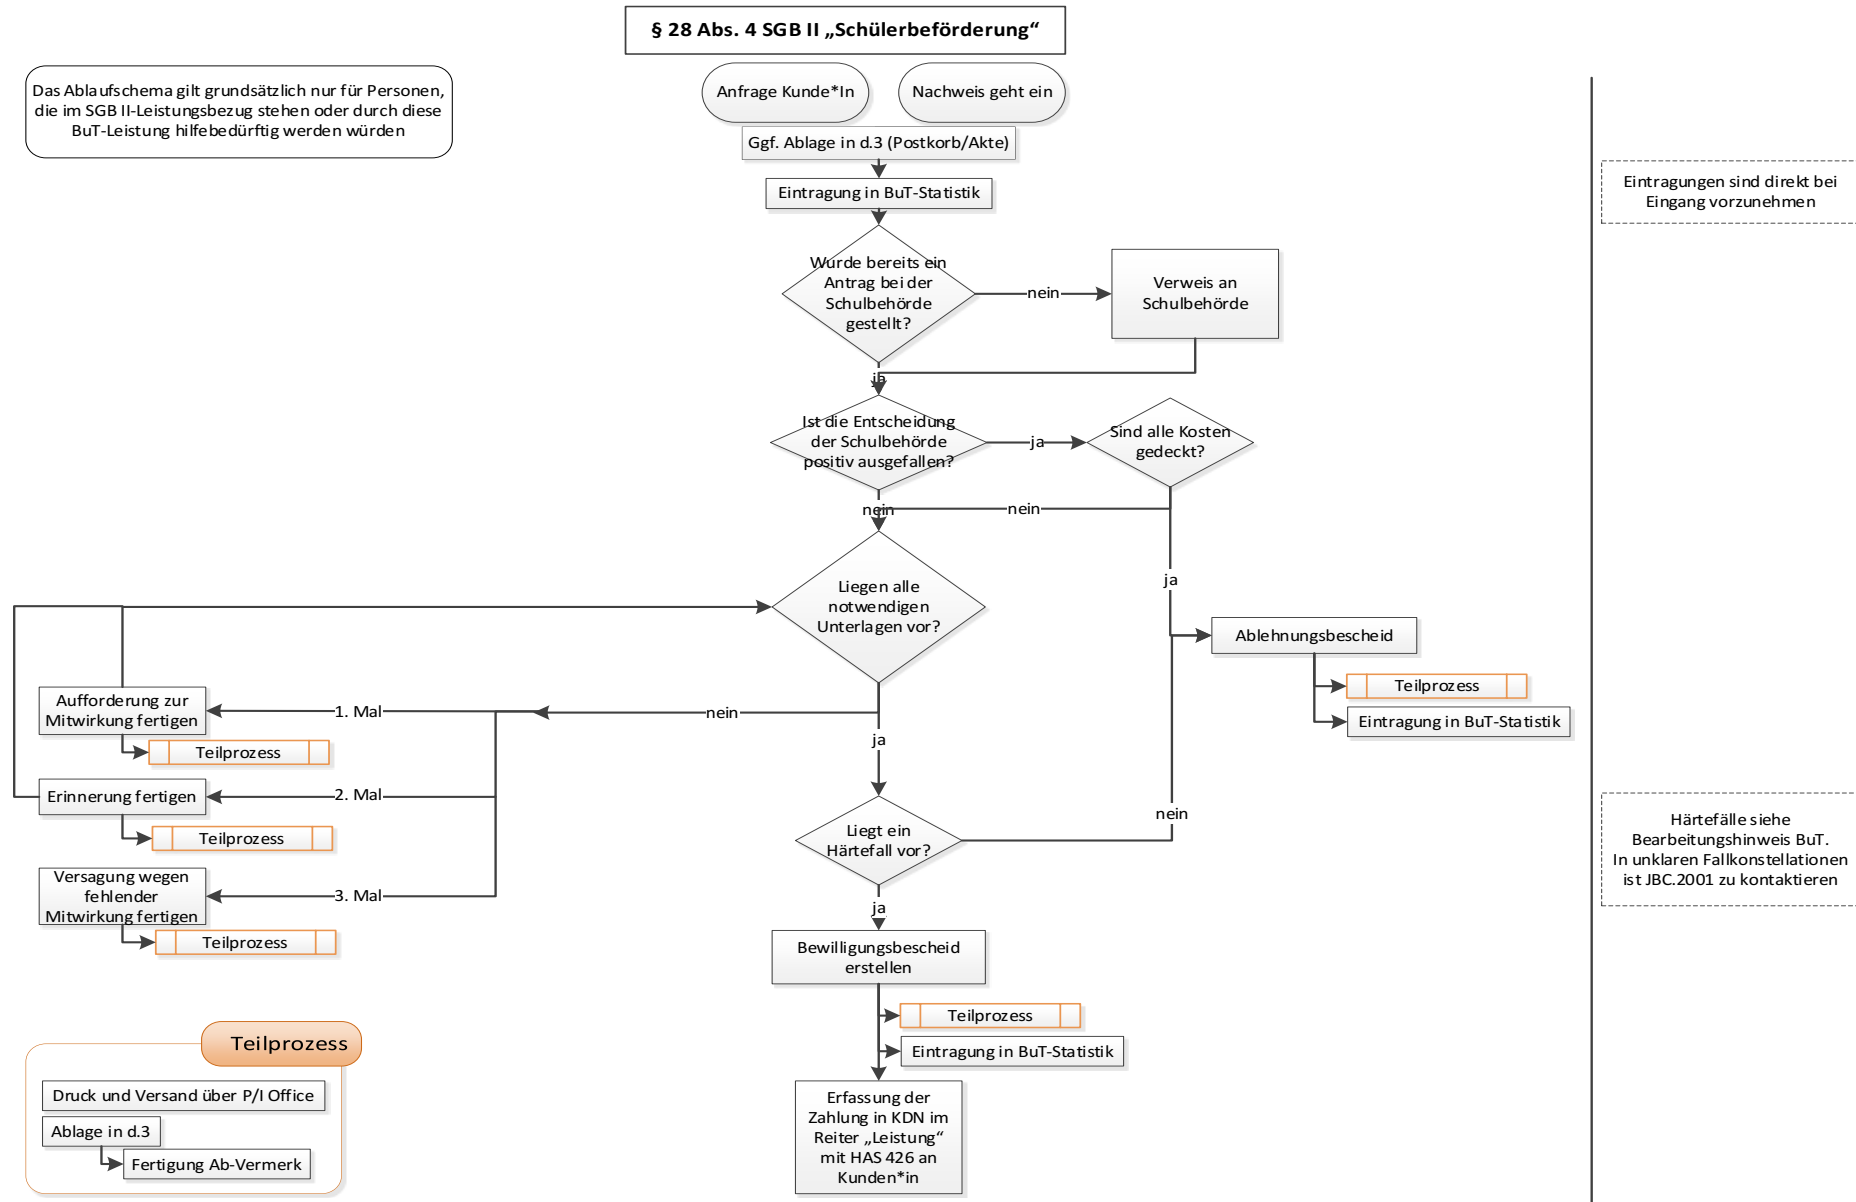 § 28 Abs. 4 SGB II „Schülerbeförderung“
Das Ablaufschema gilt grundsätzlich nur für Personen,
die im SGB II-Leistungsbezug stehen oder durch diese
BuT-Leistung hilfebedürftig werden würden
Anfrage Kunde*In
Nachweis geht ein
Ggf. Ablage in d.3 (Postkorb/Akte)
Eintragung in BuT-Statistik
Eintragungen sind direkt bei
Eingang vorzunehmen
Wurde bereits ein
Antrag bei der
Schulbehörde
gestellt?
nein
Verweis an
Schulbehörde
ja
Ist die Entscheidung
der Schulbehörde
positiv ausgefallen?
ja
Sind alle Kosten
gedeckt?
nein
nein
ja
Liegen alle
notwendigen
Unterlagen vor?
Ablehnungsbescheid
Teilprozess
Eintragung in BuT-Statistik
nein
1. Mal
Aufforderung zur
Mitwirkung fertigen
Teilprozess
2. Mal
Erinnerung fertigen
Teilprozess
3. Mal
Versagung wegen
fehlender
Mitwirkung fertigen
Teilprozess
ja
Liegt ein
Härtefall vor?
nein
Härtefälle siehe
Bearbeitungshinweis BuT.
In unklaren Fallkonstellationen
ist JBC.2001 zu kontaktieren
ja
Bewilligungsbescheid
erstellen
Teilprozess
Eintragung in BuT-Statistik
Erfassung der
Zahlung in KDN im
Reiter „Leistung“
mit HAS 426 an
Kunden*in
Teilprozess
Druck und Versand über P/I Office
Ablage in d.3
Fertigung Ab-Vermerk